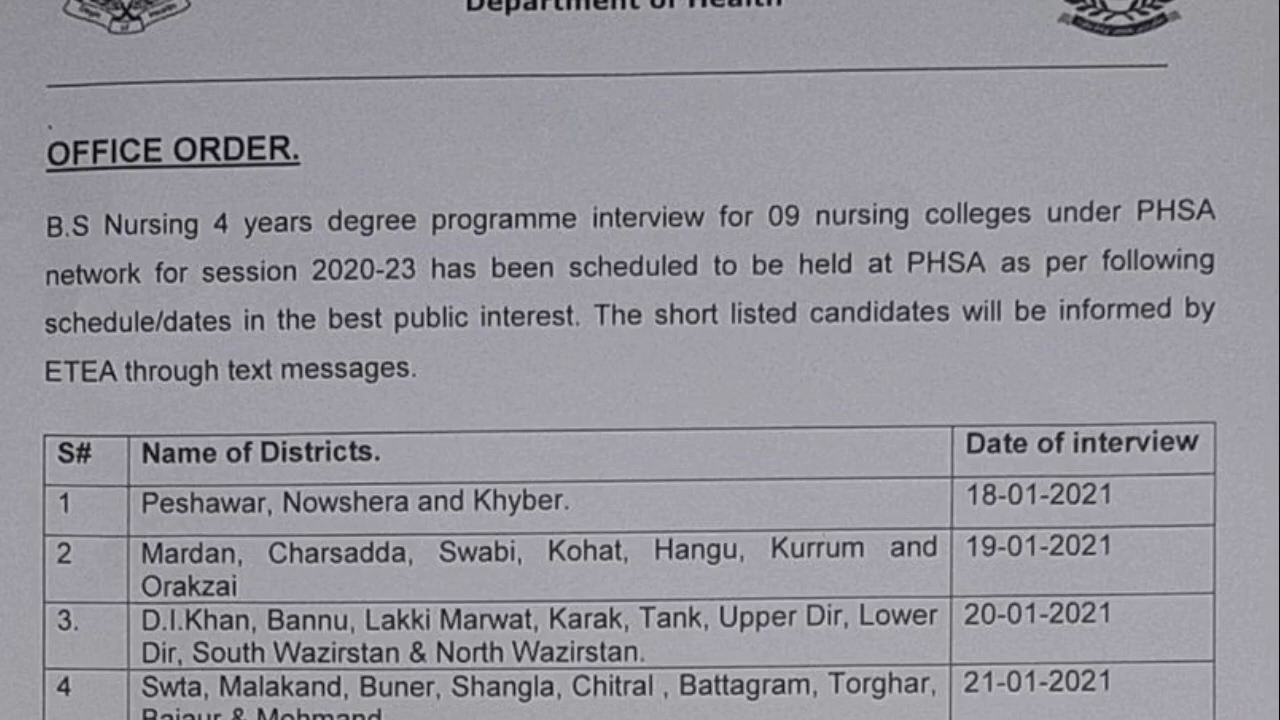 Department of Health
OFFICE ORDER.
B.S Nursing 4 years degree programme interview for 09 nursing colleges under PHSA
network for session 2020-23 has been scheduled to be held at PHSA as per following
schedule/dates in the best public interest. The short listed candidates will be informed by
ETEA through text messages.
S# Name of Districts. Date of interview
1 Peshawar, Nowshera and Khyber. 18-01-2021
2 Mardan, Charsadda, Swabi, Kohat, Hangu, Kurrum and 19-01-2021
Orakzai
3. D.I.Khan, Bannu, Lakki Marwat, Karak, Tank, Upper Dir, Lower 20-01-2021
Dir, South Wazirstan & North Wazirstan.
4 Swta, Malakand, Buner, Shangla, Chitral , Battagram, Torghar, 21-01-2021
Bajaur & Mohmand